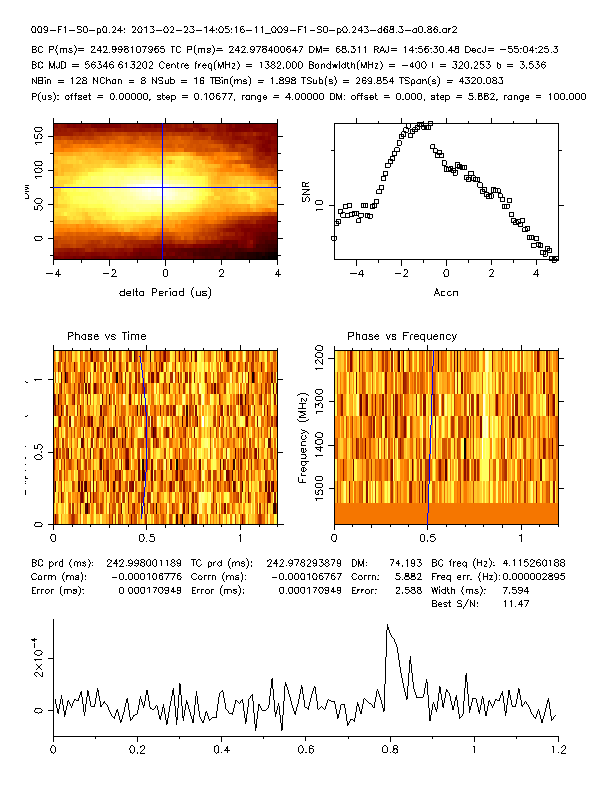 009-F1-S0-p0.24: 2013-02-23-14:05:16-11_009-F1-S0-p0.243-d68.3-a0.86.ar2
BC P(ms)= 242.998107965 TC P(ms)= 242.978400647 DM= 68.311 RAJ= 14:56:30.48 DecJ= -55:04:25.3
BC MJD = 56346.613202 Centre freq(MHz) = 1382.000 Bandwidth(MHz) = -400 l = 320.253 b = 3.536
NBin = 128 NChan = 8 NSub = 16 TBin(ms) = 1.898 TSub(s) = 269.854 TSpan(s) = 4320.083
P(us): offset = 0.00000, step = 0.10677, range = 4.00000 DM: offset = 0.000, step = 5.882, range = 100.000
150
100
50
0
-4 -2 0 2 4
delta Period (us)
SNR
10
-4 -2 0 2 4
Accn
Phase vs Time
1
0.5
0
0 0.5 1
Phase vs Frequency
Frequency (MHz)
1200
1300
1400
1500
0 0.5 1
BC prd (ms): 242.998001189 TC prd (ms): 242.978293879 DM: 74.193 BC freq (Hz): 4.115260188
Corrn (ms): -0.000106776 Corrn (ms): -0.000106767 Corrn: 5.882 Freq err. (Hz): 0.000002895
Error (ms): 0.000170949 Error (ms): 0.000170949 Error: 2.588 Width (ms): 7.594
Best S/N: 11.47
2×10⁻⁴
0
0 0.2 0.4 0.6 0.8 1 1.2